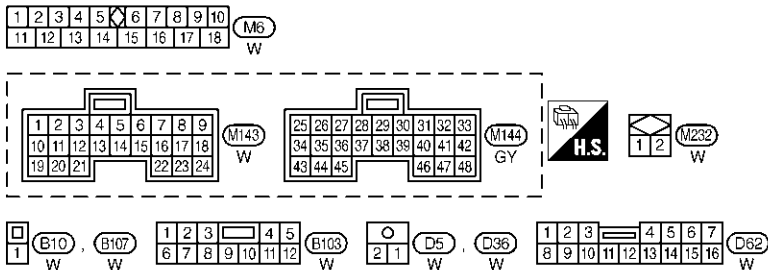 1 2 3 4 5 6 7 8 9 10 M6
11 12 13 14 15 16 17 18 W
1 2 3 4 5 6 7 8 9
10 11 12 13 14 15 16 17 18
19 20 21 22 23 24
M143
W
25 26 27 28 29 30 31 32 33
34 35 36 37 38 39 40 41 42
43 44 45 46 47 48
M144
GY
H.S.
1 2
M232
W
1
B10 , B107
W W
1 2 3 4 5
6 7 8 9 10 11 12
B103
W
2 1
D5 , D36
W W
1 2 3 4 5 6 7
8 9 10 11 12 13 14 15 16
D62
W